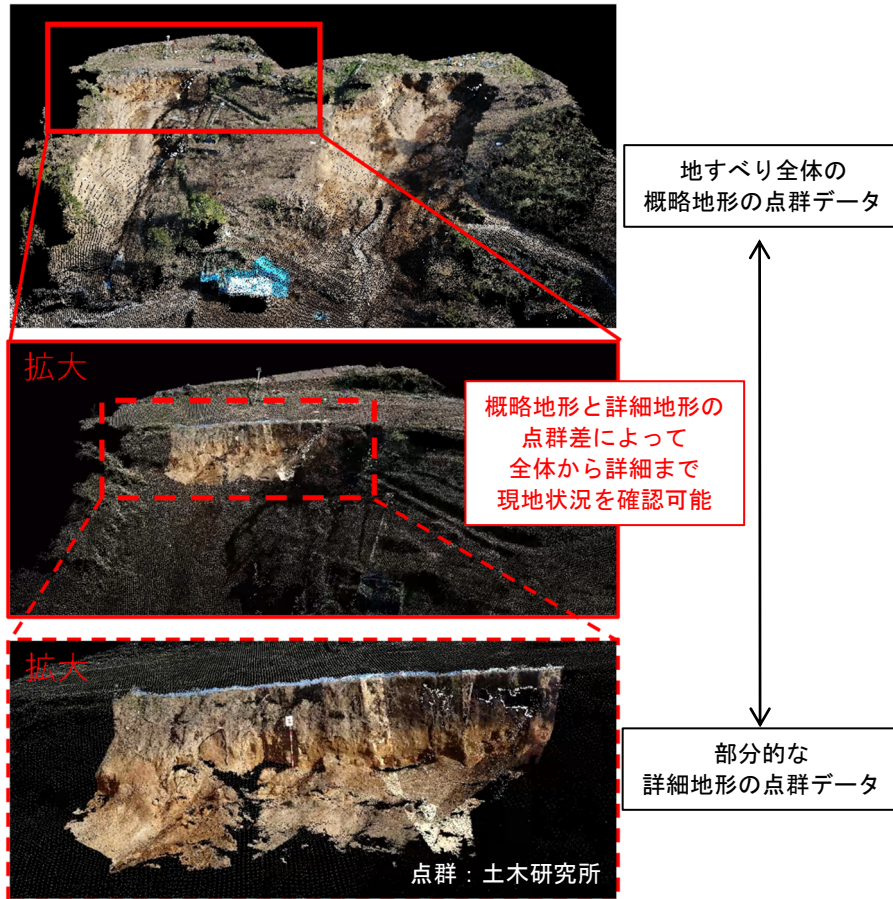 地すべり全体の
概略地形の点群データ
拡大
概略地形と詳細地形の
点群差によって
全体から詳細まで
現地状況を確認可能
拡大
部分的な
詳細地形の点群データ
点群：土木研究所